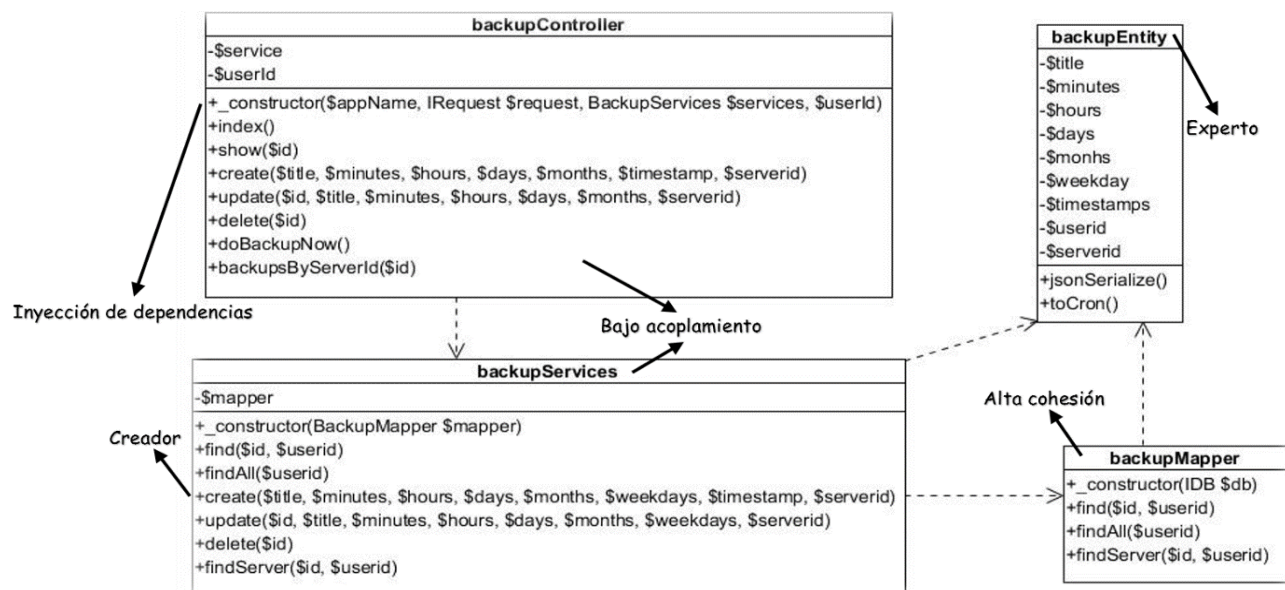 backupController
-$service
-$userId
+_constructor($appName, IRequest $request, BackupServices $services, $userId)
+index()
+show($id)
+create($title, $minutes, $hours, $days, $months, $timestamp, $serverid)
+update($id, $title, $minutes, $hours, $days, $months, $serverid)
+delete($id)
+doBackupNow()
+backupsByServerId($id)
backupEntity
-$title
-$minutes
-$hours
-$days
-$monhs
-$weekday
-$timestamps
-$userid
-$serverid
+jsonSerialize()
+toCron()
Experto
Inyección de dependencias
Bajo acoplamiento
backupServices
-$mapper
+_constructor(BackupMapper $mapper)
+find($id, $userid)
+findAll($userid)
+create($title, $minutes, $hours, $days, $months, $weekdays, $timestamp, $serverid)
+update($id, $title, $minutes, $hours, $days, $months, $weekdays, $serverid)
+delete($id)
+findServer($id, $userid)
Creador
Alta cohesión
backupMapper
+_constructor(IDB $db)
+find($id, $userid)
+findAll($userid)
+findServer($id, $userid)